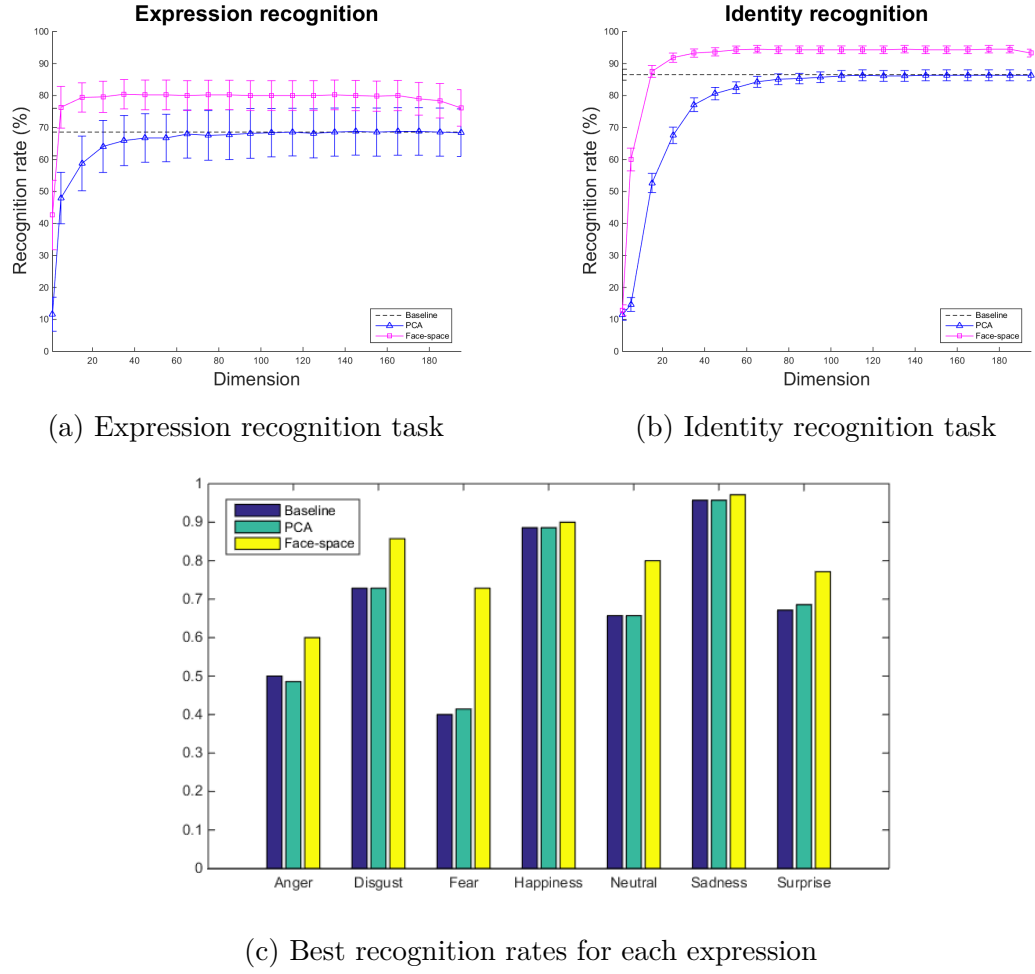 Expression recognition
100
90
80
70
60
50
40
30
20
10
0
Recognition rate (%)
20 40 60 80 100 120 140 160 180
Dimension
Baseline
PCA
Face-space
(a) Expression recognition task
Identity recognition
100
90
80
70
60
50
40
30
20
10
0
Recognition rate (%)
20 40 60 80 100 120 140 160 180
Dimension
Baseline
PCA
Face-space
(b) Identity recognition task
1
0.9
0.8
0.7
0.6
0.5
0.4
0.3
0.2
0.1
0
Baseline
PCA
Face-space
Anger Disgust Fear Happiness Neutral Sadness Surprise
(c) Best recognition rates for each expression